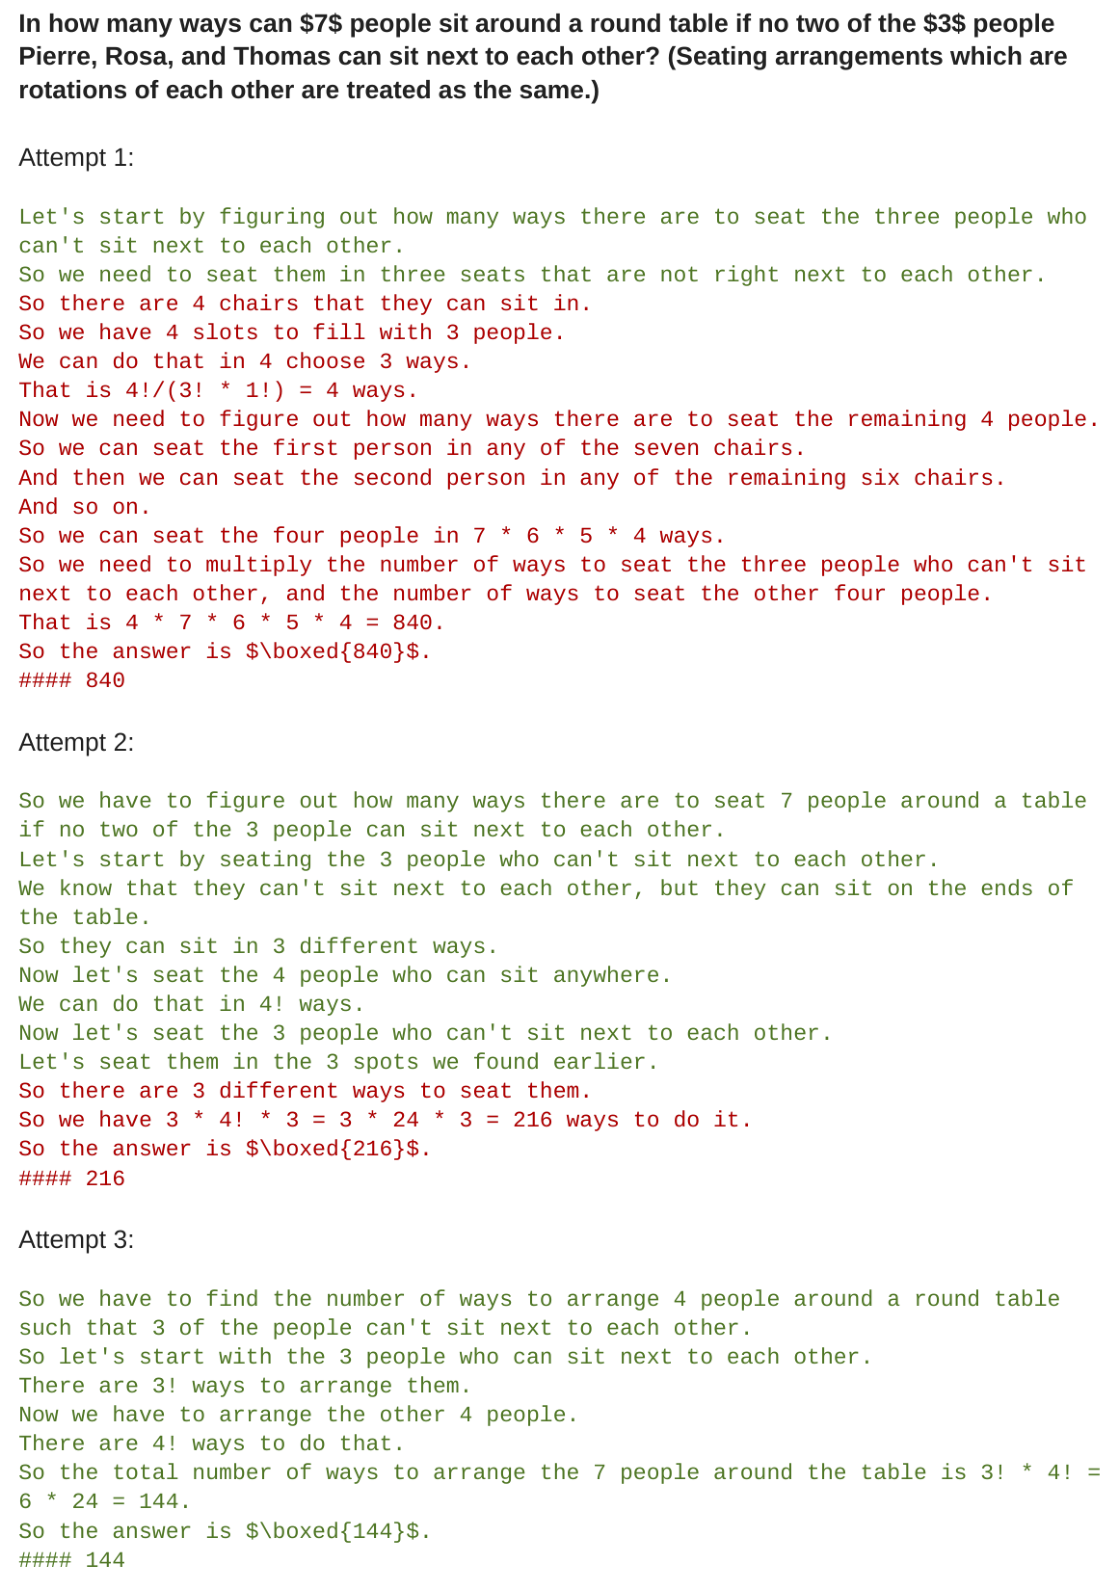 In how many ways can $7$ people sit around a round table if no two of the $3$ people
Pierre, Rosa, and Thomas can sit next to each other? (Seating arrangements which are
rotations of each other are treated as the same.)
Attempt 1:
Let's start by figuring out how many ways there are to seat the three people who
can't sit next to each other.
So we need to seat them in three seats that are not right next to each other.
So there are 4 chairs that they can sit in.
So we have 4 slots to fill with 3 people.
We can do that in 4 choose 3 ways.
That is 4!/(3! * 1!) = 4 ways.
Now we need to figure out how many ways there are to seat the remaining 4 people.
So we can seat the first person in any of the seven chairs.
And then we can seat the second person in any of the remaining six chairs.
And so on.
So we can seat the four people in 7 * 6 * 5 * 4 ways.
So we need to multiply the number of ways to seat the three people who can't sit
next to each other, and the number of ways to seat the other four people.
That is 4 * 7 * 6 * 5 * 4 = 840.
So the answer is $\boxed{840}$.
#### 840
Attempt 2:
So we have to figure out how many ways there are to seat 7 people around a table
if no two of the 3 people can sit next to each other.
Let's start by seating the 3 people who can't sit next to each other.
We know that they can't sit next to each other, but they can sit on the ends of
the table.
So they can sit in 3 different ways.
Now let's seat the 4 people who can sit anywhere.
We can do that in 4! ways.
Now let's seat the 3 people who can't sit next to each other.
Let's seat them in the 3 spots we found earlier.
So there are 3 different ways to seat them.
So we have 3 * 4! * 3 = 3 * 24 * 3 = 216 ways to do it.
So the answer is $\boxed{216}$.
#### 216
Attempt 3:
So we have to find the number of ways to arrange 4 people around a round table
such that 3 of the people can't sit next to each other.
So let's start with the 3 people who can sit next to each other.
There are 3! ways to arrange them.
Now we have to arrange the other 4 people.
There are 4! ways to do that.
So the total number of ways to arrange the 7 people around the table is 3! * 4! =
6 * 24 = 144.
So the answer is $\boxed{144}$.
#### 144